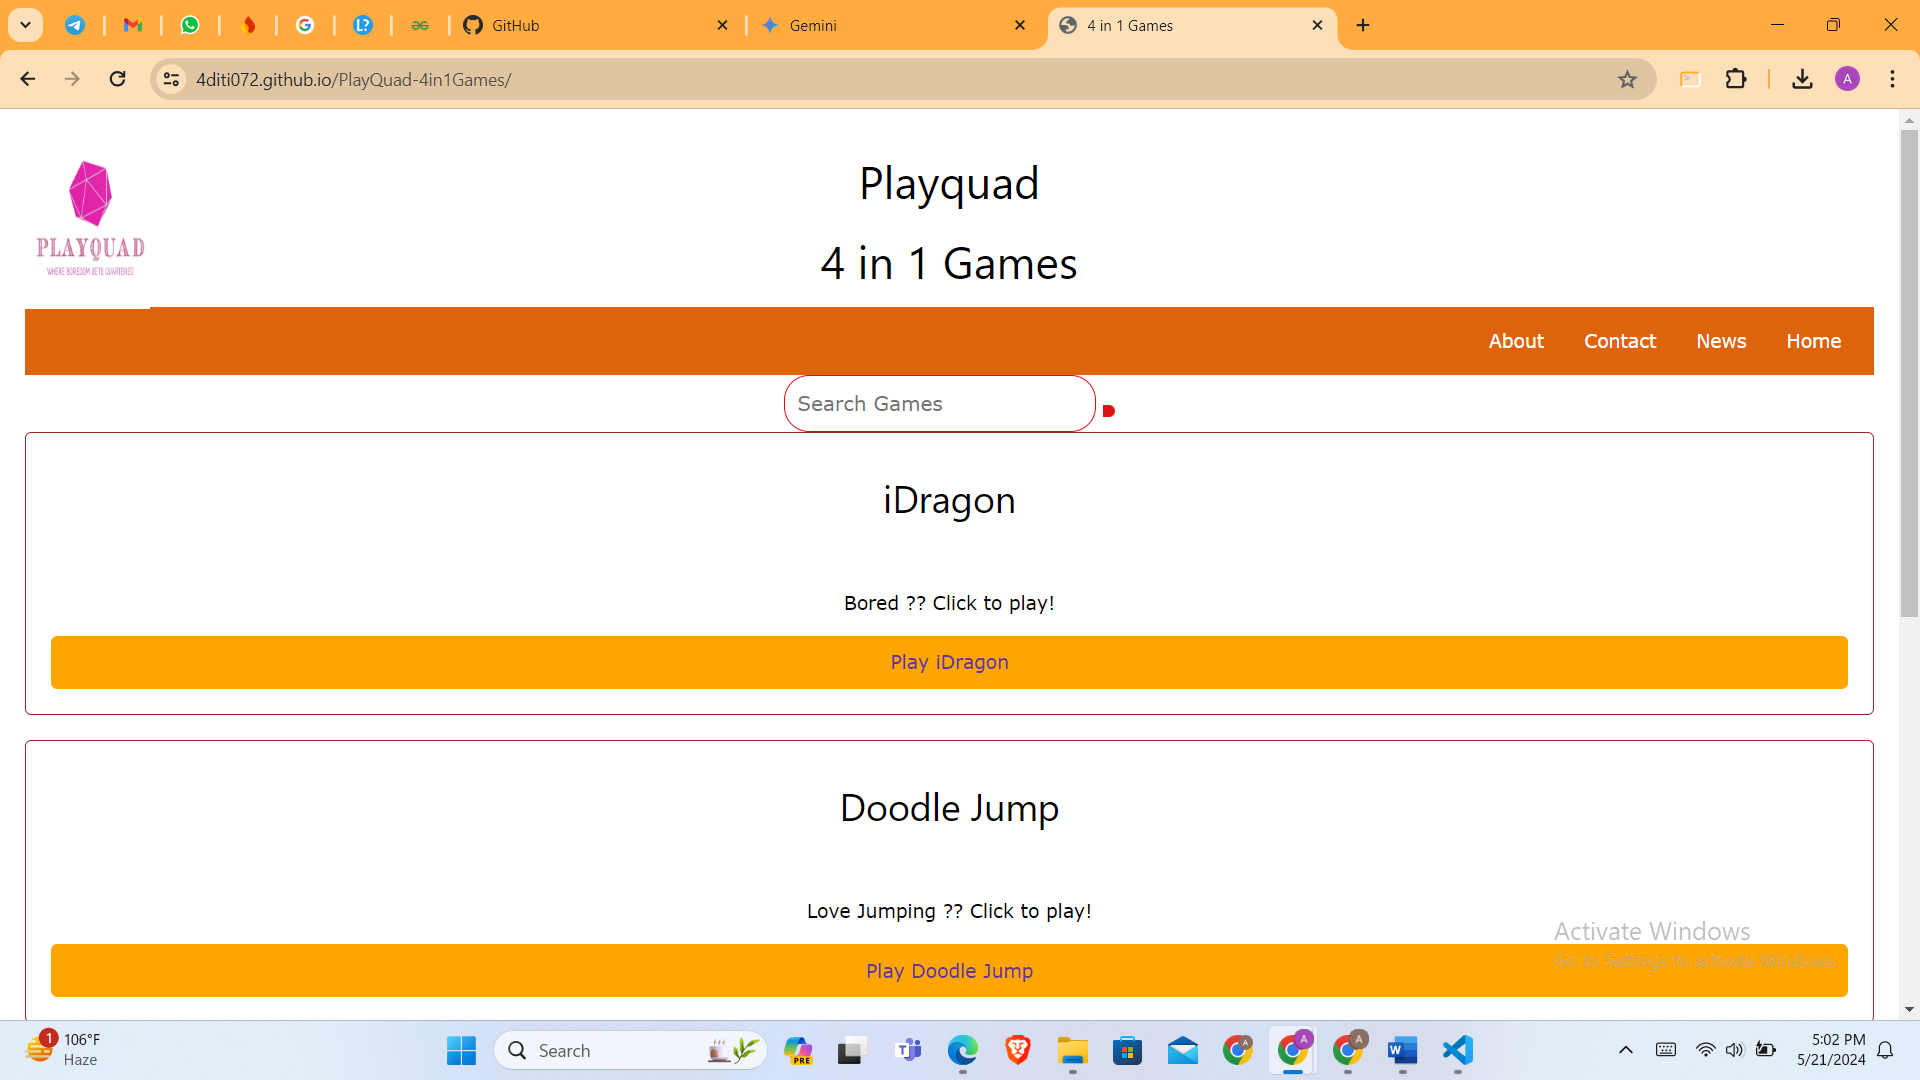 GitHub
Gemini
4 in 1 Games
4diti072.github.io/PlayQuad-4in1Games/
A
PLAYQUAD
WHERE BOREDOM GETS QUARTERED
Playquad
4 in 1 Games
About Contact News Home
Search Games
iDragon
Bored ?? Click to play!
Play iDragon
Doodle Jump
Love Jumping ?? Click to play!
Play Doodle Jump
Activate Windows
Go to Settings to activate Windows.
1
106°F
Haze
Search
PRE
A
A
A
5:02 PM
5/21/2024